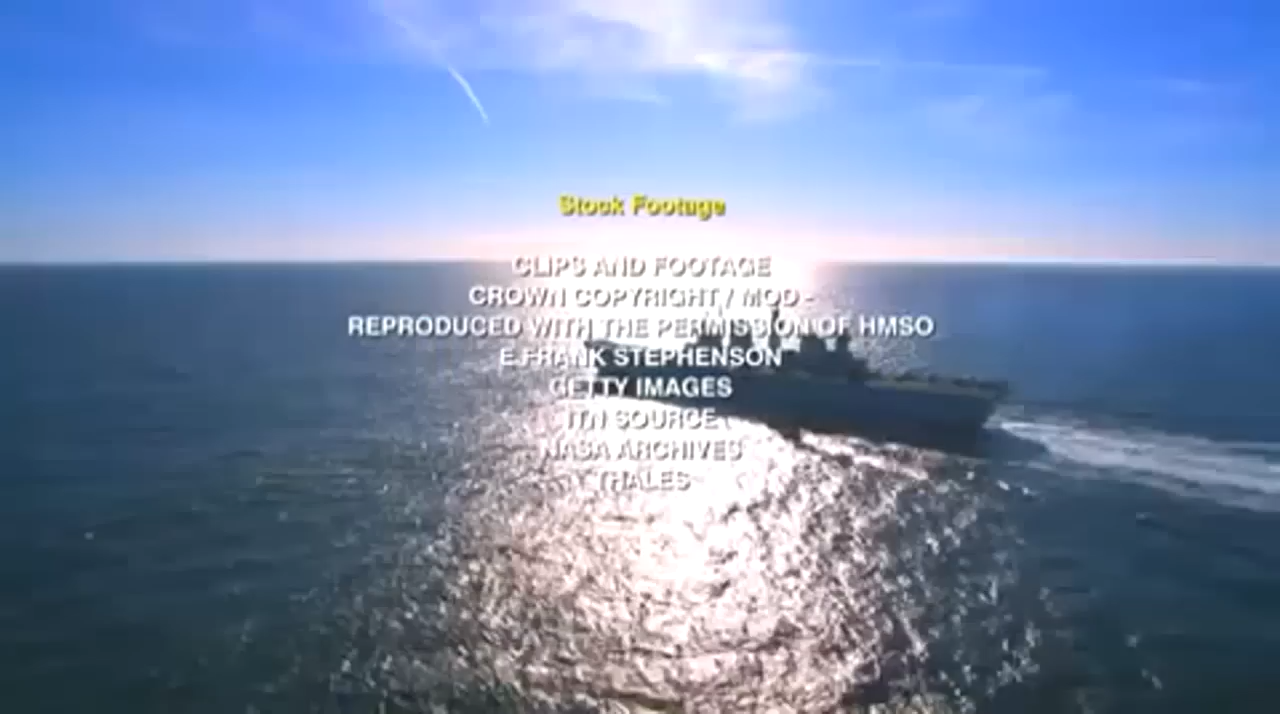 Stock Footage
CLIPS AND FOOTAGE
CROWN COPYRIGHT / MOD -
REPRODUCED WITH THE PERMISSION OF HMSO
E.FRANK STEPHENSON
GETTY IMAGES
ITN SOURCE
NASA ARCHIVES
THALES